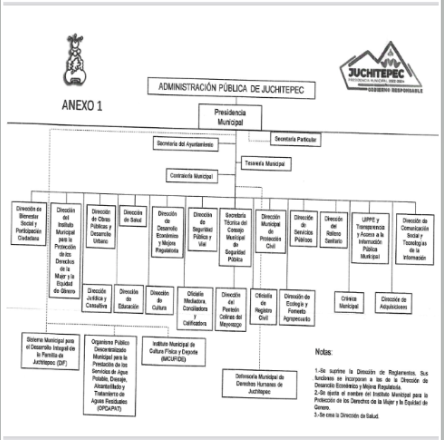 JUCHITEPEC
GOBIERNO RESPONSABLE
ADMINISTRACIÓN PÚBLICA DE JUCHITEPEC
ANEXO 1
Presidencia
Municipal
Secretaría del Ayuntamiento
Secretaría Particular
Tesorería Municipal
Contraloría Municipal
Dirección de
Bienestar
Social y
Participación
Ciudadana
Dirección
del
Instituto
Municipal
para la
Protección
de los
Derechos
de la
Mujer y la
Equidad
de Género
Dirección
de Obras
Públicas y
Desarrollo
Urbano
Dirección
de Salud
Dirección
de
Desarrollo
Económico
y Mejora
Regulatoria
Dirección
de
Seguridad
Pública y
Vial
Secretaría
Técnica del
Consejo
Municipal
de
Seguridad
Pública
Dirección
Municipal
de
Protección
Civil
Dirección
de
Servicios
Públicos
Dirección
del
Relleno
Sanitario
UIPPE y
Transparencia
y Acceso a la
Información
Pública
Municipal
Dirección de
Comunicación
Social y
Tecnologías
de la
Información
Dirección
Jurídica y
Consultiva
Dirección
de
Educación
Dirección
de
Cultura
Oficialía
Mediadora,
Conciliadora
y
Calificadora
Dirección
del
Panteón
Colinas del
Mayorazgo
Oficialía
de
Registro
Civil
Dirección de
Ecología y
Fomento
Agropecuario
Crónica
Municipal
Dirección de
Adquisiciones
Sistema Municipal para
el Desarrollo Integral de
la Familia de
Juchitepec (DIF)
Organismo Público
Descentralizado
Municipal para la
Prestación de los
Servicios de Agua
Potable, Drenaje,
Alcantarillado y
Tratamiento de
Aguas Residuales
(OPDAPAT)
Instituto Municipal de
Cultura Física y Deporte
(IMCUFIDE)
Defensoría Municipal de
Derechos Humanos de
Juchitepec
Notas:
1.-Se suprime la Dirección de Reglamentos. Sus
funciones se incorporan a las de la Dirección de
Desarrollo Económico y Mejora Regulatoria.
2.-Se ajusta el nombre del Instituto Municipal para la
Protección de los Derechos de la Mujer y la Equidad de
Género.
3.-Se crea la Dirección de Salud.